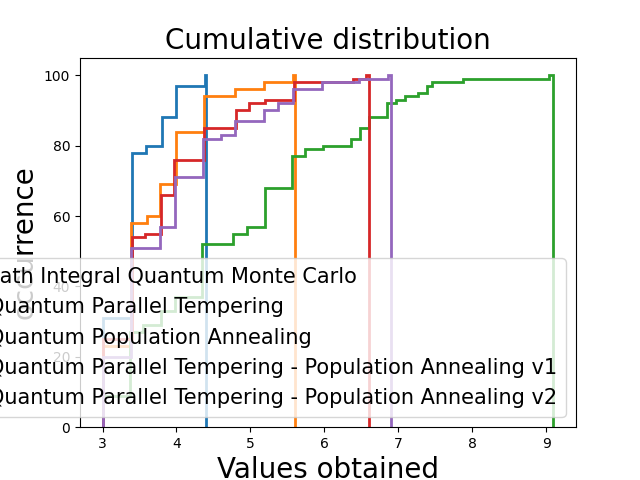 Cumulative distribution
100
80
60
40
20
0
occurrence
ath Integral Quantum Monte Carlo
Quantum Parallel Tempering
Quantum Population Annealing
Quantum Parallel Tempering - Population Annealing v1
Quantum Parallel Tempering - Population Annealing v2
3 4 5 6 7 8 9
Values obtained